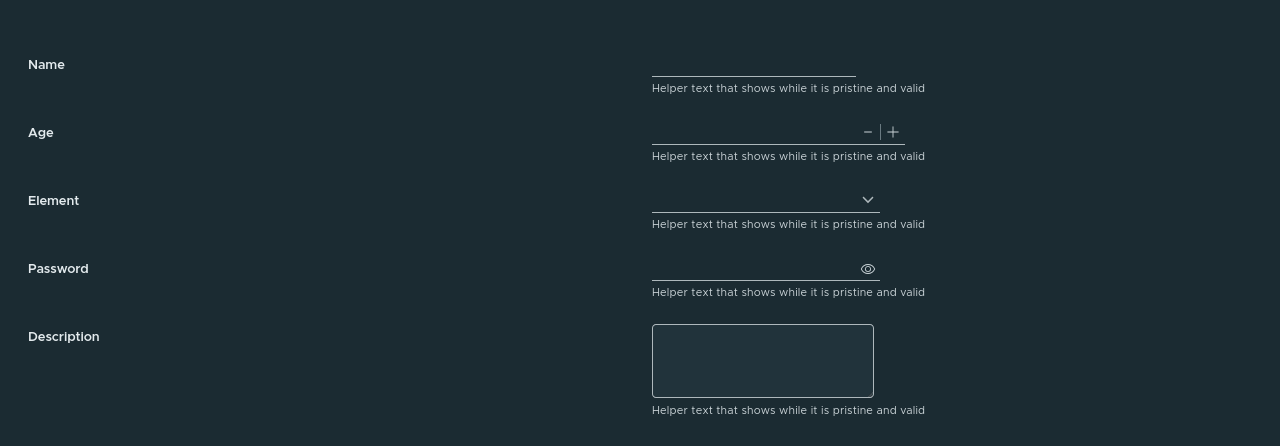 Name
Helper text that shows while it is pristine and valid
Age
Helper text that shows while it is pristine and valid
Element
Helper text that shows while it is pristine and valid
Password
Helper text that shows while it is pristine and valid
Description
Helper text that shows while it is pristine and valid